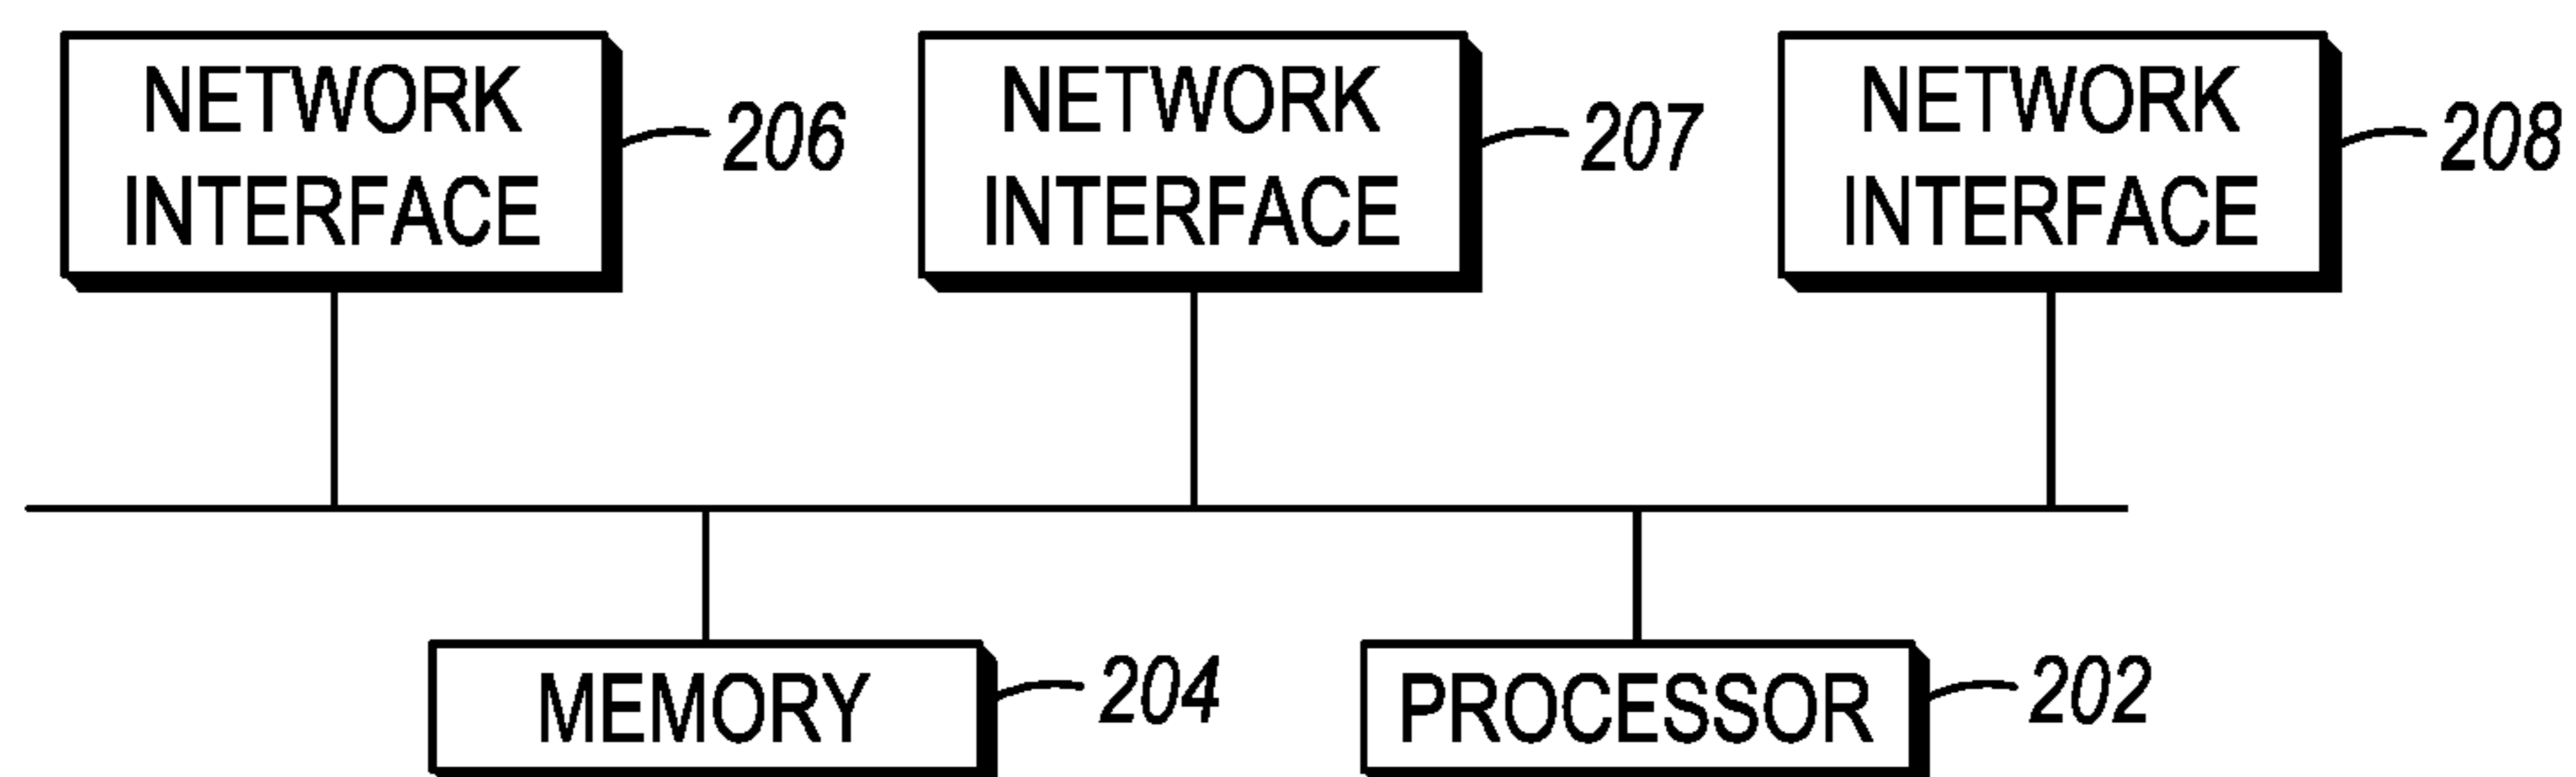 NETWORK
INTERFACE
206
NETWORK
INTERFACE
207
NETWORK
INTERFACE
208
MEMORY
204
PROCESSOR
202